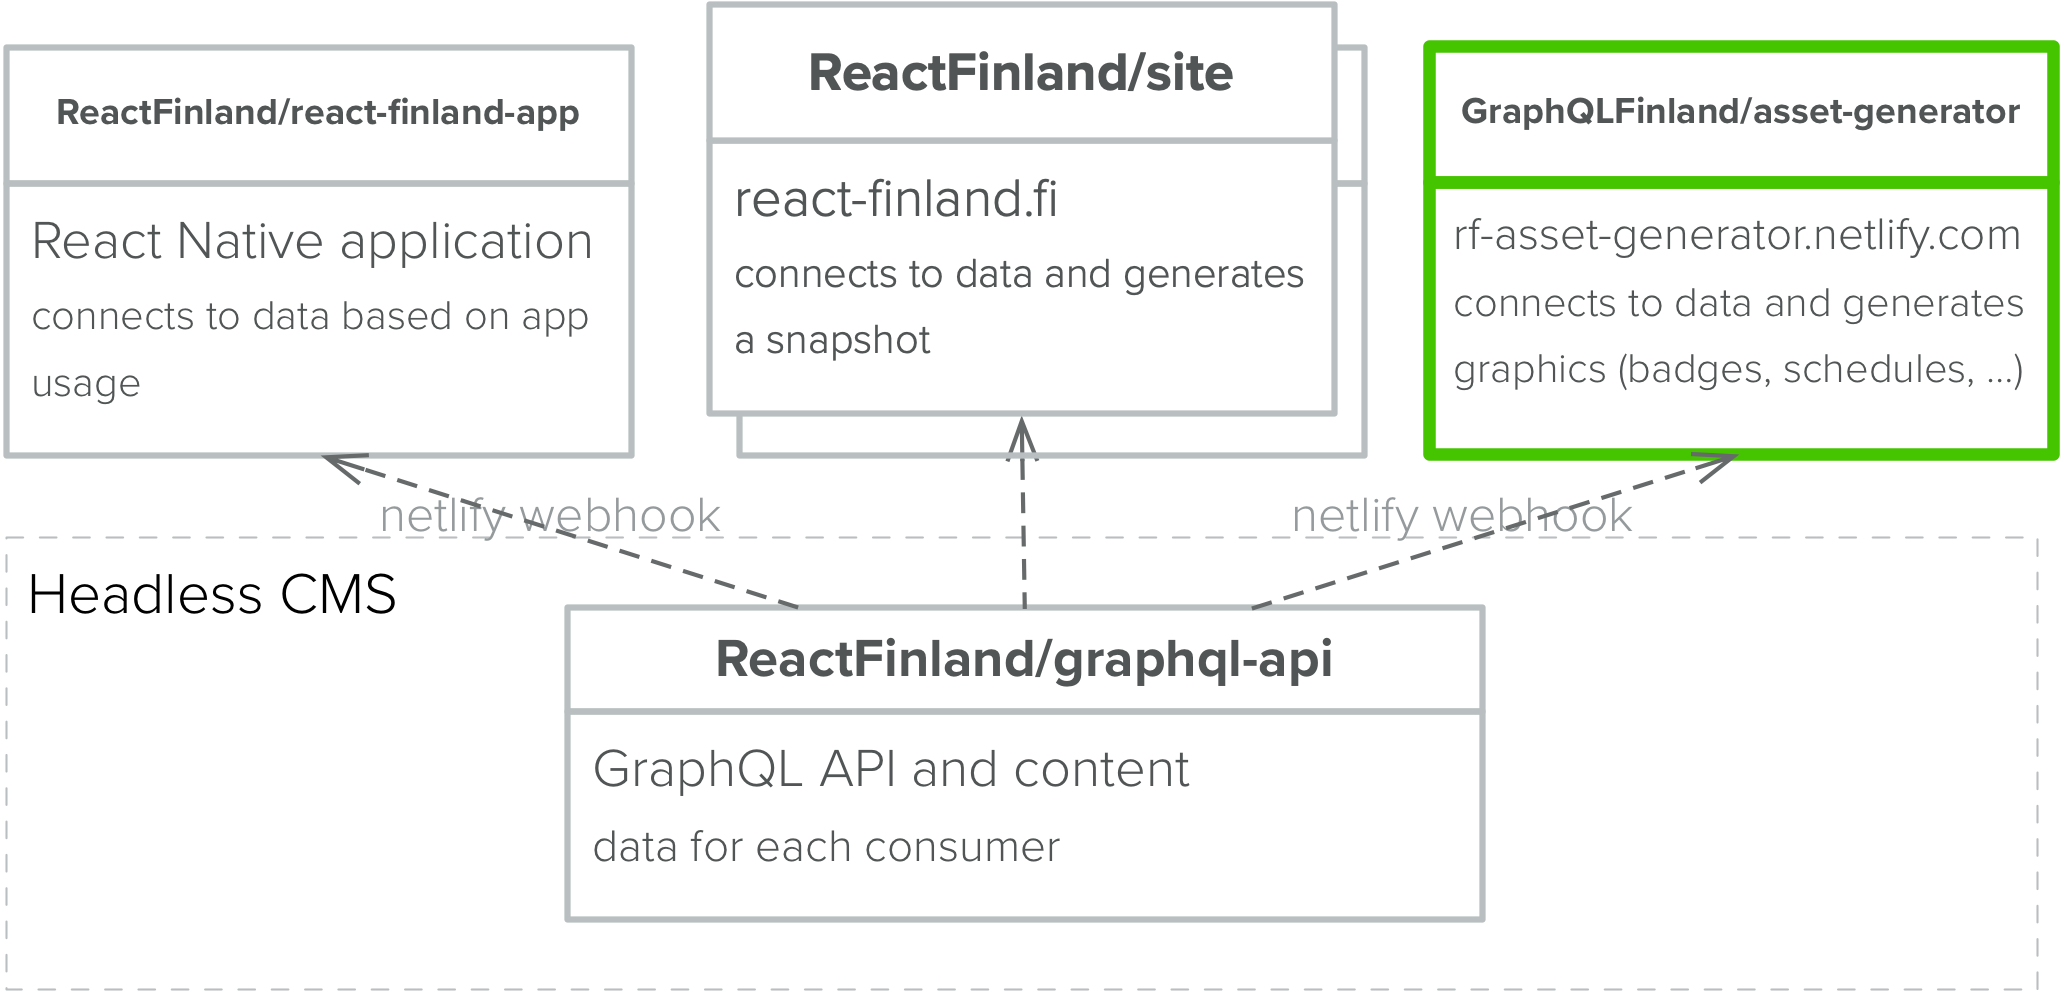 ReactFinland/react-finland-app
React Native application
connects to data based on app
usage
ReactFinland/site
react-finland.fi
connects to data and generates
a snapshot
GraphQLFinland/asset-generator
rf-asset-generator.netlify.com
connects to data and generates
graphics (badges, schedules, ...)
netlify webhook
netlify webhook
Headless CMS
ReactFinland/graphql-api
GraphQL API and content
data for each consumer